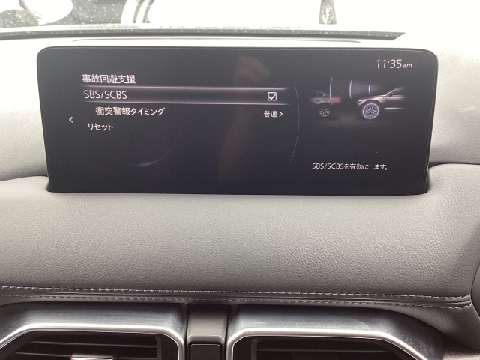 11:35am
事故回避支援
SBS/SCBS
衝突警報タイミング 普通 >
リセット
SBS/SCBSを有効にします。